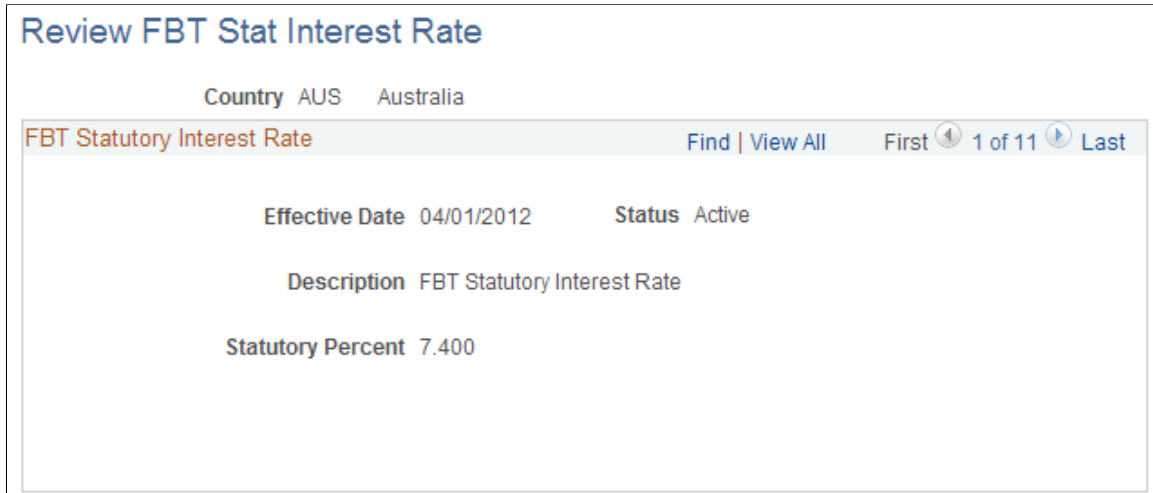 Review FBT Stat Interest Rate
Country AUS Australia
FBT Statutory Interest Rate Find | View All First 1 of 11 Last
Effective Date 04/01/2012 Status Active
Description FBT Statutory Interest Rate
Statutory Percent 7.400